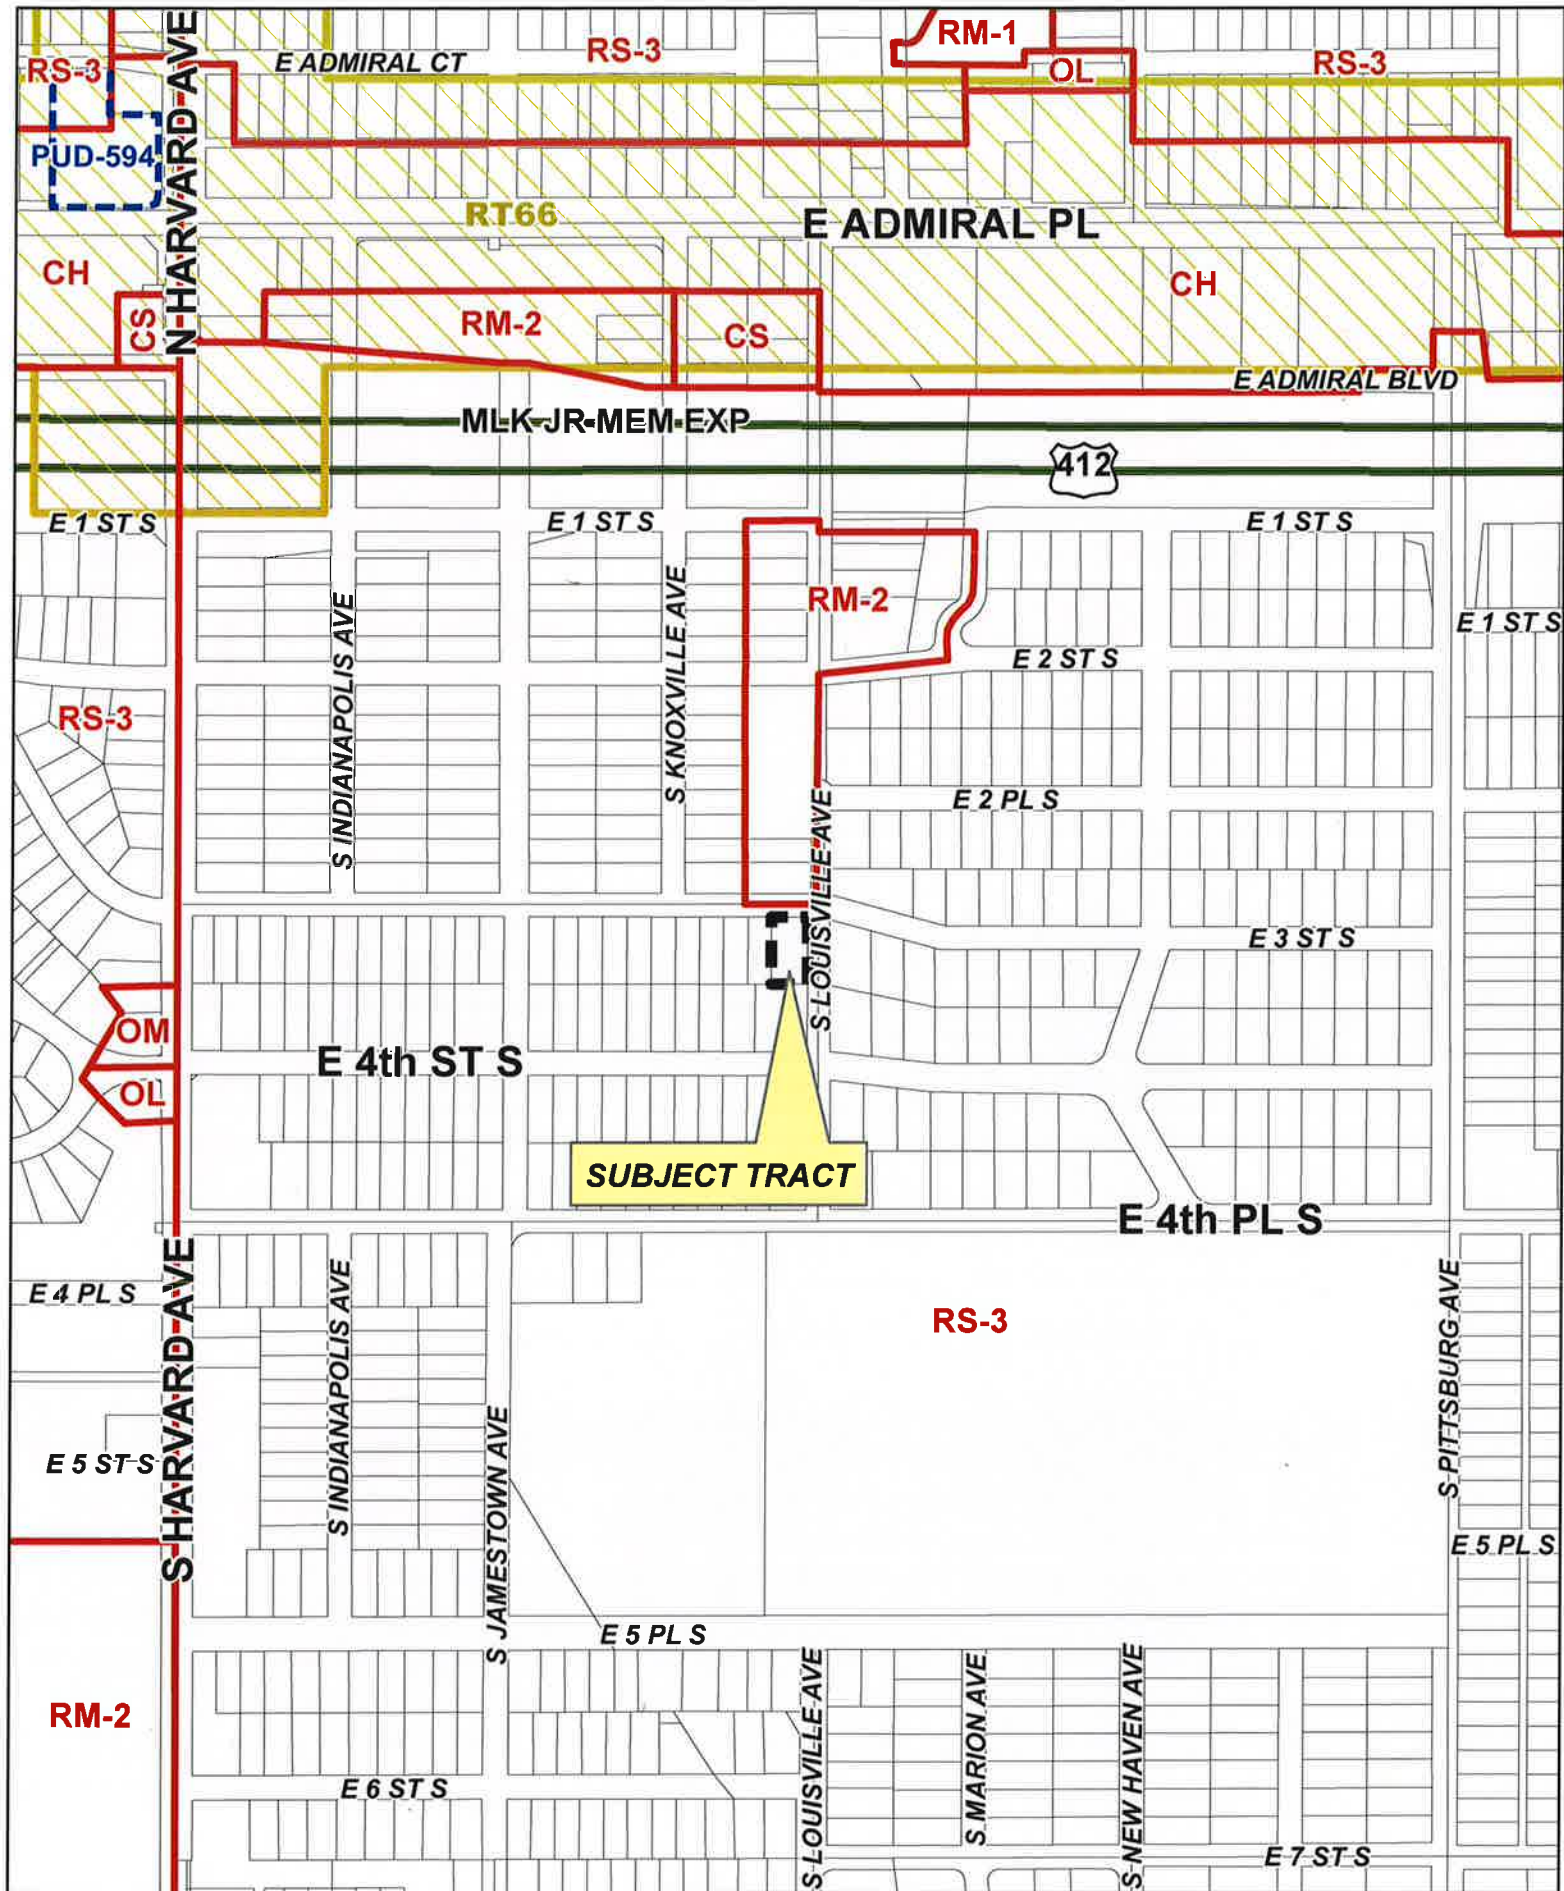 RM-1
RS-3
RS-3
E ADMIRAL CT
RS-3
OL
N HARVARD AVE
PUD-594
RT66
E ADMIRAL PL
CH
CH
CS
RM-2
CS
E ADMIRAL BLVD
MLK JR MEM EXP
412
E 1 ST S
E 1 ST S
E 1 ST S
RM-2
E 1 ST S
S INDIANAPOLIS AVE
S KNOXVILLE AVE
E 2 ST S
RS-3
E 2 PL S
S LOUISVILLE AVE
E 3 ST S
OM
E 4th ST S
OL
SUBJECT TRACT
E 4th PL S
E 4 PL S
S HARVARD AVE
S INDIANAPOLIS AVE
RS-3
S PITTSBURG AVE
E 5 ST S
S JAMESTOWN AVE
E 5 PL S
E 5 PL S
RM-2
S LOUISVILLE AVE
S MARION AVE
S NEW HAVEN AVE
E 6 ST S
E 7 ST S